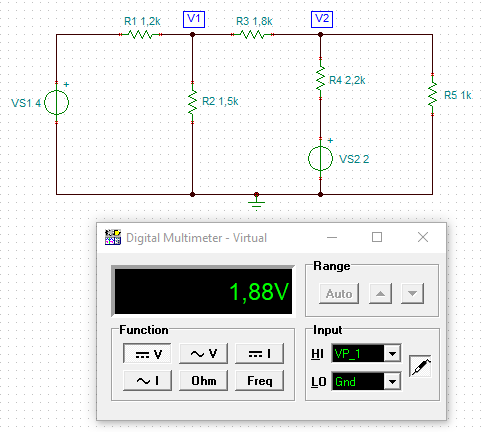 R1 1,2k
V1
R3 1,8k
V2
VS1 4
+
R2 1,5k
R4 2,2k
R5 1k
+
VS2 2
Digital Multimeter - Virtual
1,88V
Range
Auto
Function
V
V
I
I
Ohm
Freq
Input
HI VP_1
LO Gnd